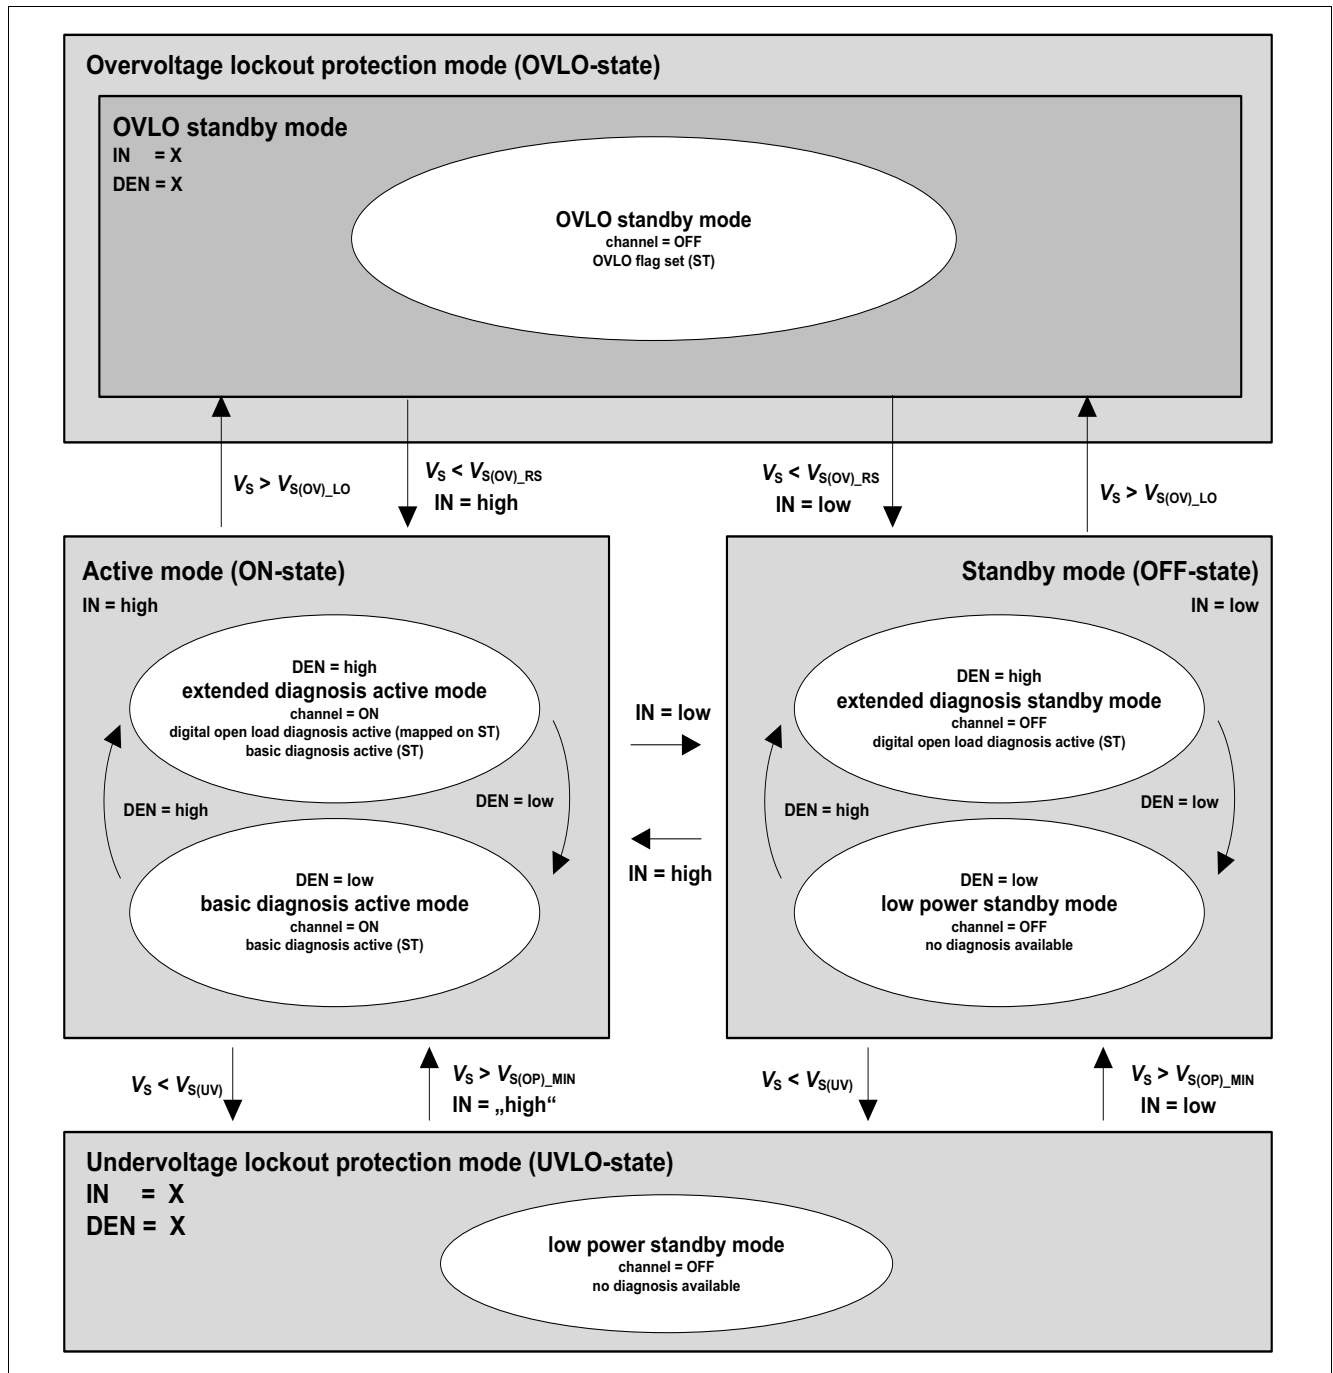 Overvoltage lockout protection mode (OVLO-state)
OVLO standby mode
IN = X
DEN = X
OVLO standby mode
channel = OFF
OVLO flag set (ST)
VS > VS(OV)_LO
VS < VS(OV)_RS
IN = high
VS < VS(OV)_RS
IN = low
VS > VS(OV)_LO
Active mode (ON-state)
IN = high
DEN = high
extended diagnosis active mode
channel = ON
digital open load diagnosis active (mapped on ST)
basic diagnosis active (ST)
DEN = high
DEN = low
DEN = low
basic diagnosis active mode
channel = ON
basic diagnosis active (ST)
IN = low
IN = high
Standby mode (OFF-state)
IN = low
DEN = high
extended diagnosis standby mode
channel = OFF
digital open load diagnosis active (ST)
DEN = high
DEN = low
DEN = low
low power standby mode
channel = OFF
no diagnosis available
VS < VS(UV)
VS > VS(OP)_MIN
IN = „high“
VS < VS(UV)
VS > VS(OP)_MIN
IN = low
Undervoltage lockout protection mode (UVLO-state)
IN = X
DEN = X
low power standby mode
channel = OFF
no diagnosis available